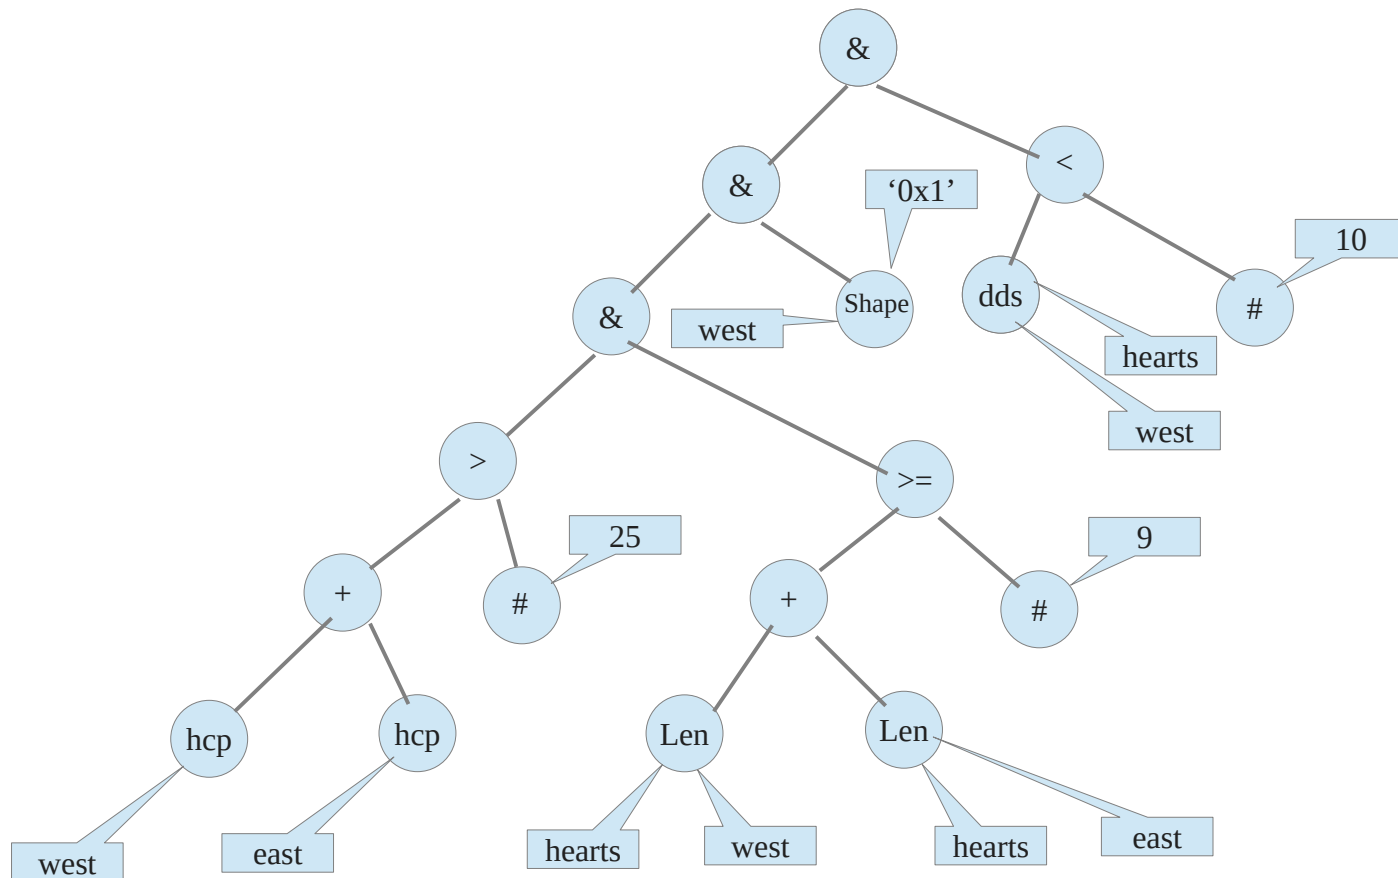 &
&
<
‘0x1’
10
&
west
Shape
dds
#
hearts
west
>
>=
25
9
+
#
+
#
hcp
hcp
Len
Len
west
east
hearts
west
hearts
east